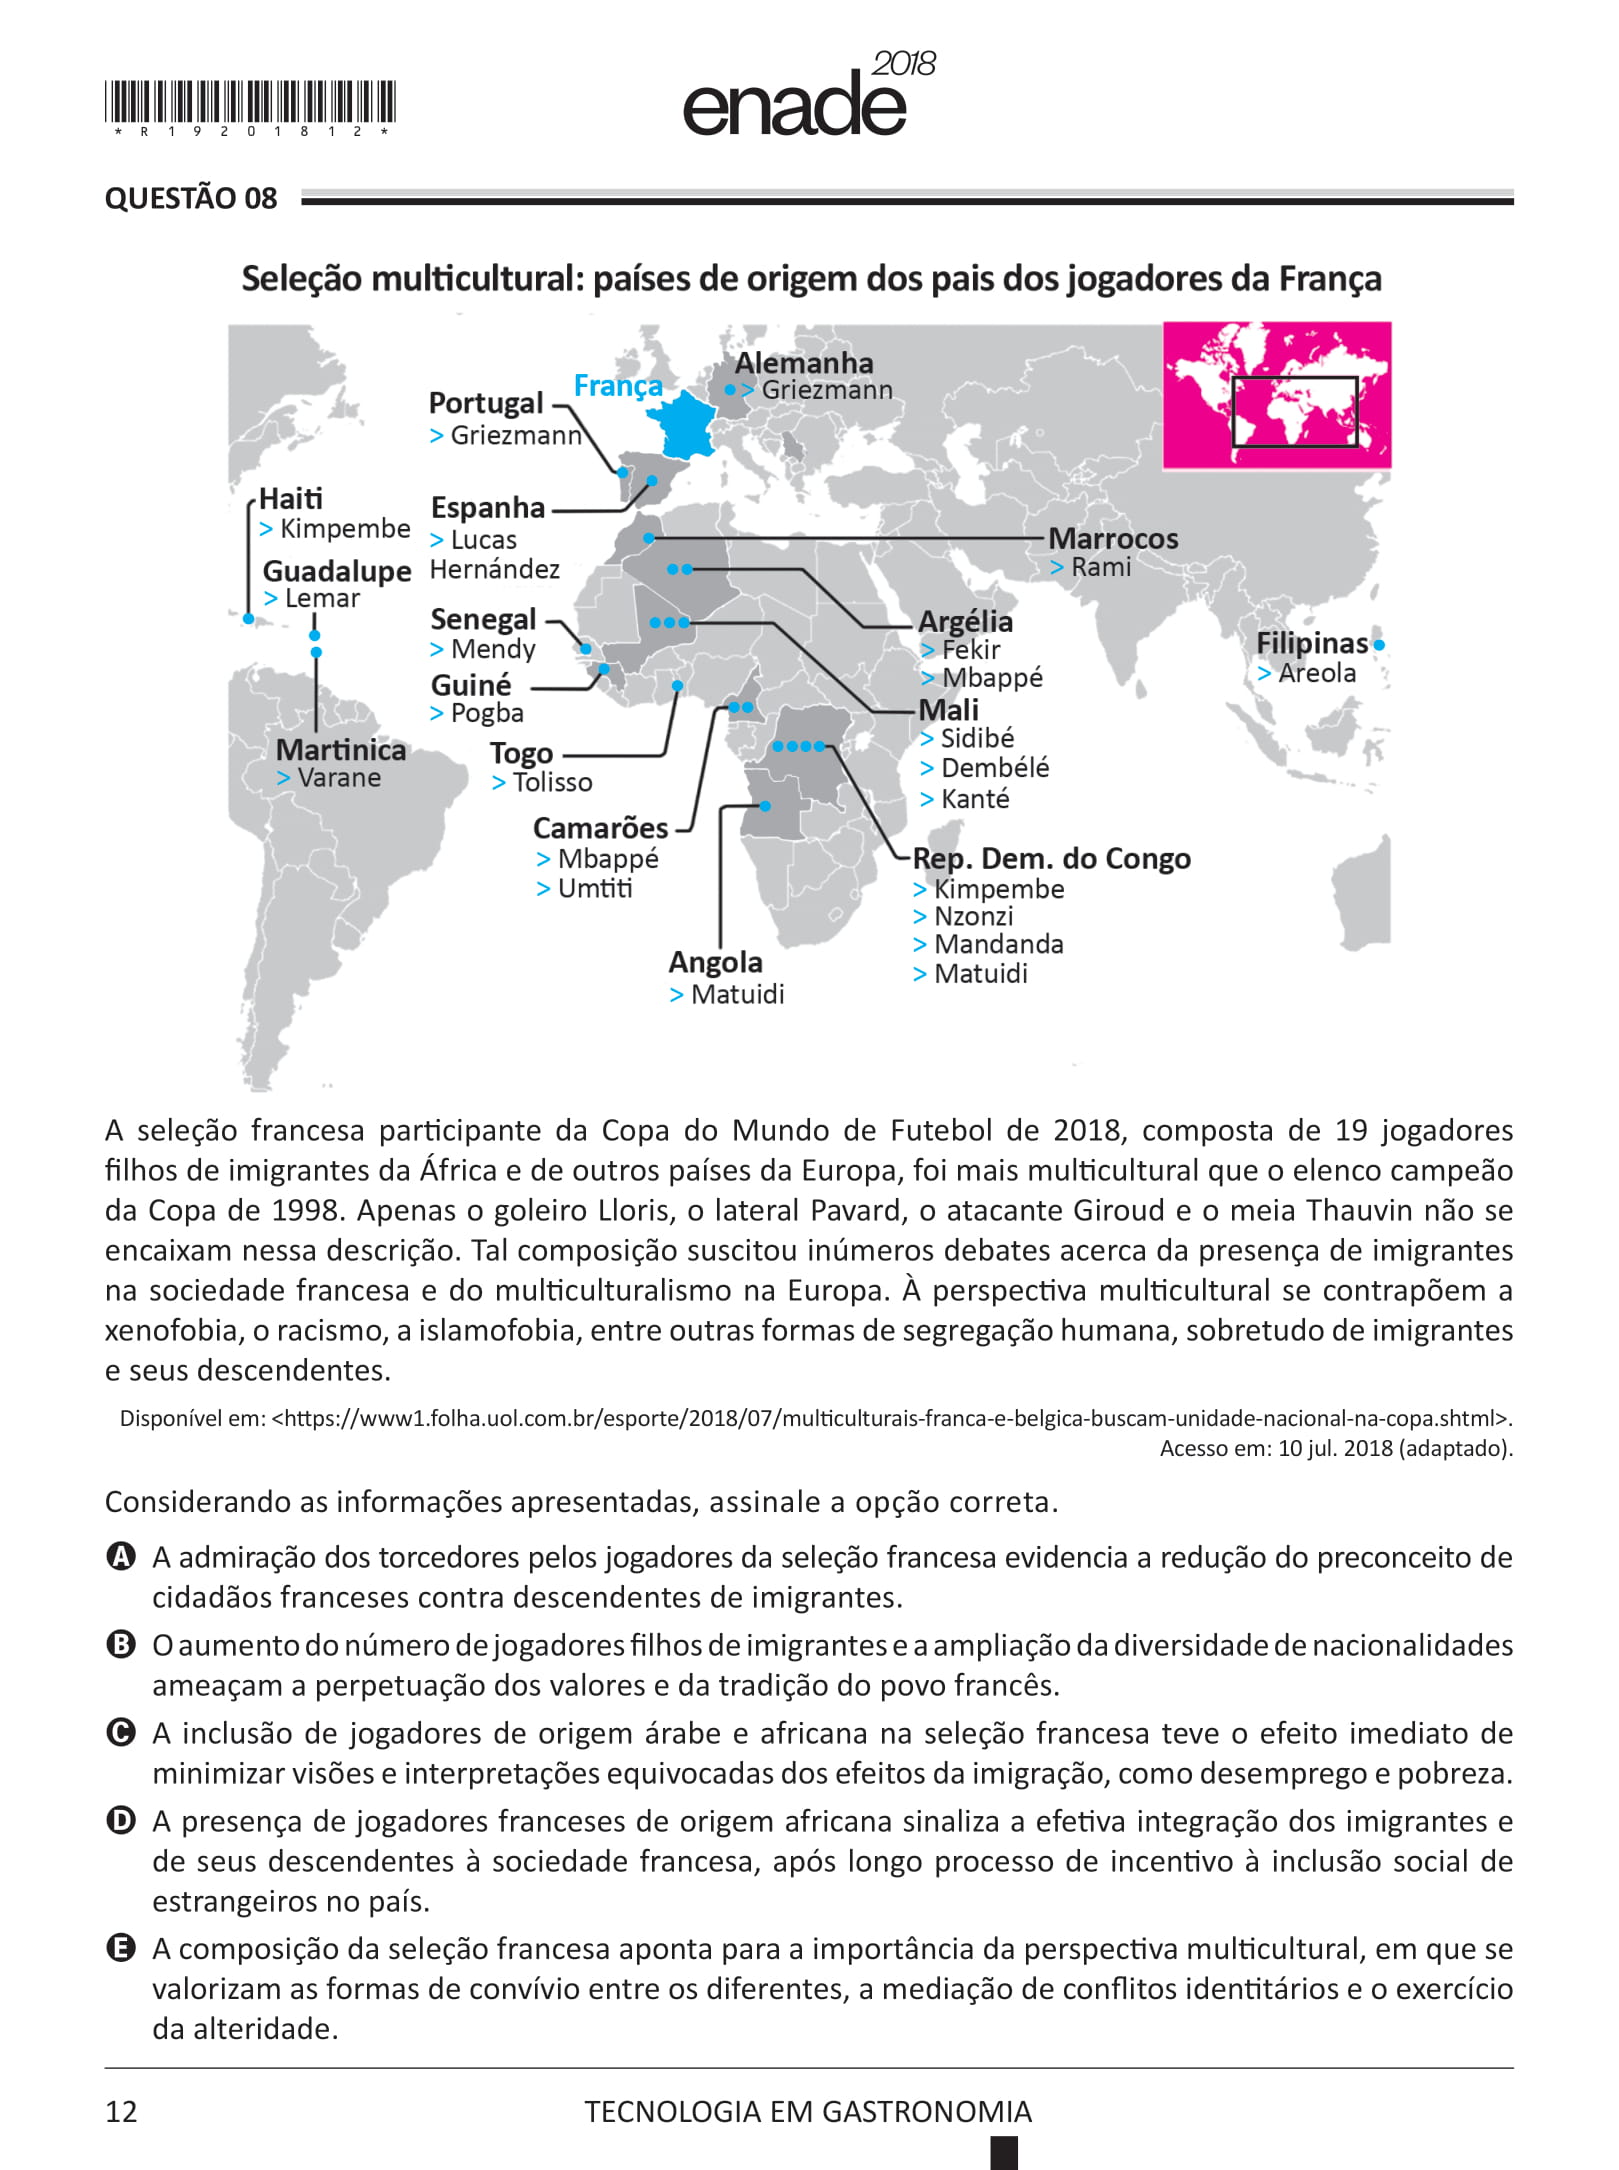 enade 2018
* R 1 9 2 0 1 8 1 2 *
QUESTÃO 08
Seleção multicultural: países de origem dos pais dos jogadores da França
Alemanha
> Griezmann
França
Portugal
> Griezmann
Haiti
> Kimpembe
Espanha
> Lucas
Hernández
Marrocos
> Rami
Guadalupe
> Lemar
Senegal
> Mendy
Argélia
> Fekir
> Mbappé
Filipinas
> Areola
Guiné
> Pogba
Mali
> Sidibé
> Dembélé
> Kanté
Martinica
> Varane
Togo
> Tolisso
Camarões
> Mbappé
> Umtiti
Rep. Dem. do Congo
> Kimpembe
> Nzonzi
> Mandanda
> Matuidi
Angola
> Matuidi
A seleção francesa participante da Copa do Mundo de Futebol de 2018, composta de 19 jogadores
filhos de imigrantes da África e de outros países da Europa, foi mais multicultural que o elenco campeão
da Copa de 1998. Apenas o goleiro Lloris, o lateral Pavard, o atacante Giroud e o meia Thauvin não se
encaixam nessa descrição. Tal composição suscitou inúmeros debates acerca da presença de imigrantes
na sociedade francesa e do multiculturalismo na Europa. À perspectiva multicultural se contrapõem a
xenofobia, o racismo, a islamofobia, entre outras formas de segregação humana, sobretudo de imigrantes
e seus descendentes.
Disponível em: <https://www1.folha.uol.com.br/esporte/2018/07/multiculturais-franca-e-belgica-buscam-unidade-nacional-na-copa.shtml>.
Acesso em: 10 jul. 2018 (adaptado).
Considerando as informações apresentadas, assinale a opção correta.
A A admiração dos torcedores pelos jogadores da seleção francesa evidencia a redução do preconceito de
cidadãos franceses contra descendentes de imigrantes.
B O aumento do número de jogadores filhos de imigrantes e a ampliação da diversidade de nacionalidades
ameaçam a perpetuação dos valores e da tradição do povo francês.
C A inclusão de jogadores de origem árabe e africana na seleção francesa teve o efeito imediato de
minimizar visões e interpretações equivocadas dos efeitos da imigração, como desemprego e pobreza.
D A presença de jogadores franceses de origem africana sinaliza a efetiva integração dos imigrantes e
de seus descendentes à sociedade francesa, após longo processo de incentivo à inclusão social de
estrangeiros no país.
E A composição da seleção francesa aponta para a importância da perspectiva multicultural, em que se
valorizam as formas de convívio entre os diferentes, a mediação de conflitos identitários e o exercício
da alteridade.
12
TECNOLOGIA EM GASTRONOMIA